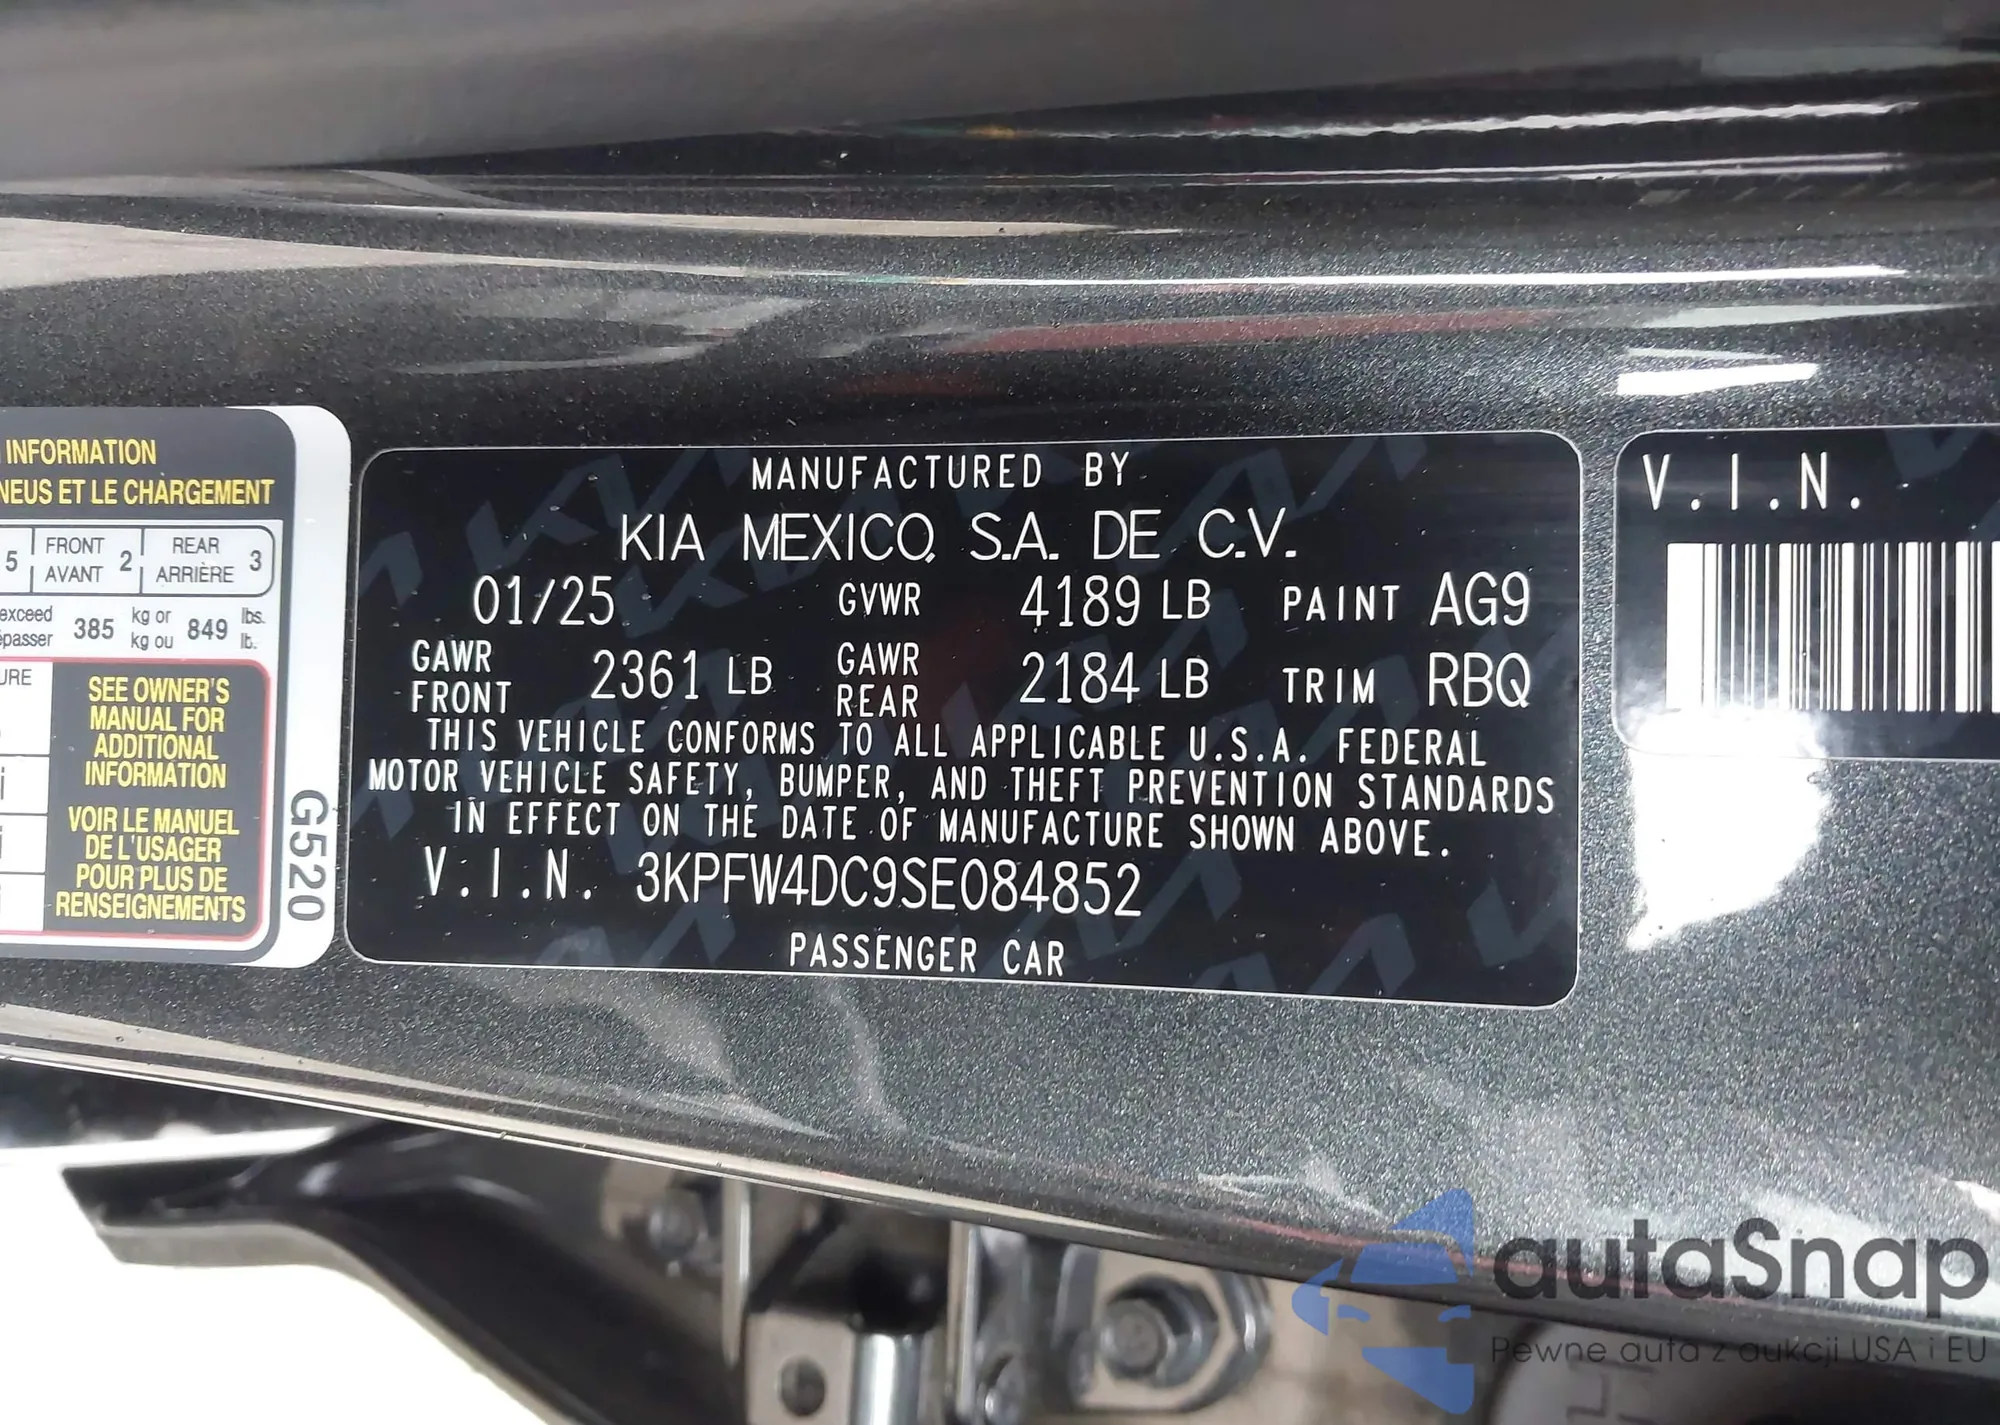 INFORMATION
NEUS ET LE CHARGEMENT
5 FRONT AVANT 2 REAR ARRIÈRE 3
exceed 385 kg or 849 lbs.
kg ou lb.
SEE OWNER'S
MANUAL FOR
ADDITIONAL
INFORMATION
VOIR LE MANUEL
DE L'USAGER
POUR PLUS DE
RENSEIGNEMENTS
G520
MANUFACTURED BY
KIA MEXICO, S.A. DE C.V.
01/25 GVWR 4189 LB PAINT AG9
GAWR FRONT 2361 LB GAWR REAR 2184 LB TRIM RBQ
THIS VEHICLE CONFORMS TO ALL APPLICABLE U.S.A. FEDERAL
MOTOR VEHICLE SAFETY, BUMPER, AND THEFT PREVENTION STANDARDS
IN EFFECT ON THE DATE OF MANUFACTURE SHOWN ABOVE.
V.I.N. 3KPFW4DC9SE084852
PASSENGER CAR
V.I.N.
autaSnap
Pewne auta z aukcji USA i EU